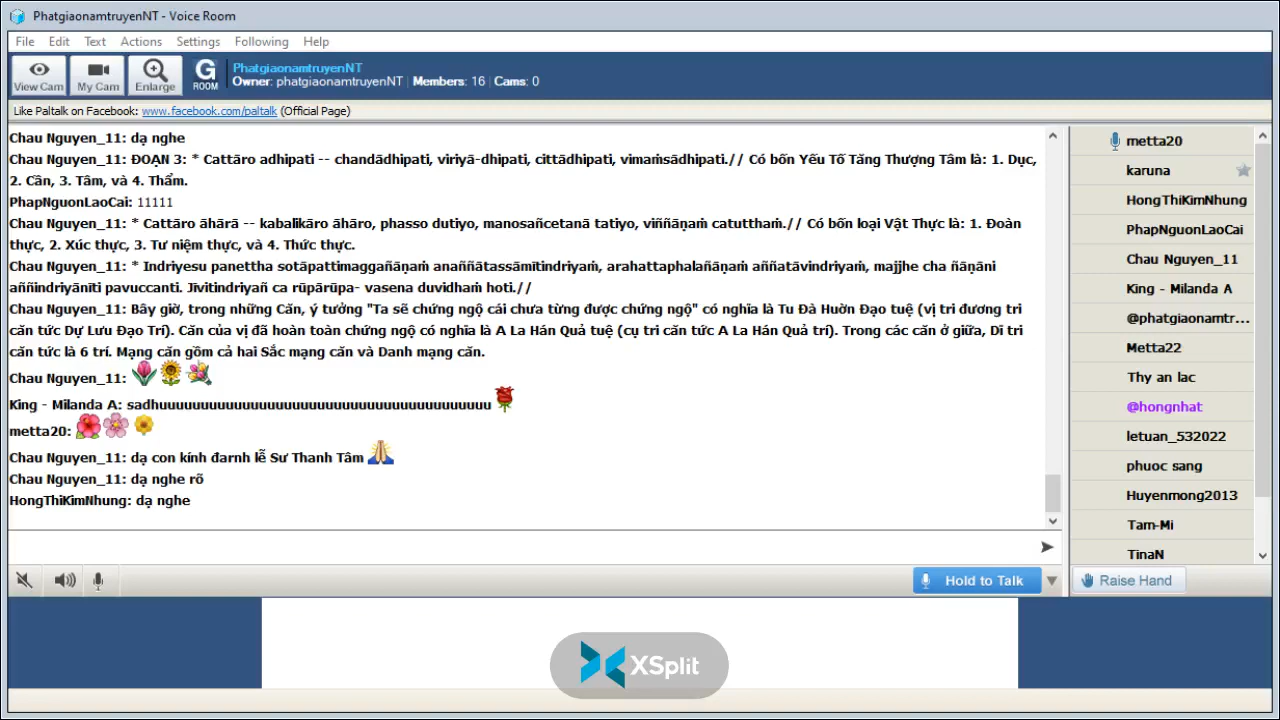 PhatgiaonamtruyenNT - Voice Room
File Edit Text Actions Settings Following Help
View Cam My Cam Enlarge G ROOM PhatgiaonamtruyenNT
Owner: phatgiaonamtruyenNT Members: 16 Cams: 0
Like Paltalk on Facebook: www.facebook.com/paltalk (Official Page)
Chau Nguyen_11: dạ nghe
Chau Nguyen_11: ĐOẠN 3: * Cattāro adhipati -- chandādhipati, viriyā-dhipati, cittādhipati, vimaṁsādhipati.// Có bốn Yếu Tố Tăng Thượng Tâm là: 1. Dục,
2. Cần, 3. Tâm, và 4. Thẩm.
PhapNguonLaoCai: 11111
Chau Nguyen_11: * Cattāro āhārā -- kabalikāro āhāro, phasso dutiyo, manosañcetanā tatiyo, viññāṇaṁ catutthaṁ.// Có bốn loại Vật Thực là: 1. Đoàn
thực, 2. Xúc thực, 3. Tư niệm thực, và 4. Thức thực.
Chau Nguyen_11: * Indriyesu panettha sotāpattimaggañāṇaṁ anaññātassāmītindriyaṁ, arahattaphalañāṇaṁ aññatāvindriyaṁ, majjhe cha ñāṇāni
aññindriyānīti pavuccanti. Jīvitindriyañ ca rūpārūpa- vasena duvidhaṁ hoti.//
Chau Nguyen_11: Bây giờ, trong những Căn, ý tưởng "Ta sẽ chứng ngộ cái chưa từng được chứng ngộ" có nghĩa là Tu Đà Huờn Đạo tuệ (vị tri đương tri
căn tức Dự Lưu Đạo Trí). Căn của vị đã hoàn toàn chứng ngộ có nghĩa là A La Hán Quả tuệ (cụ tri căn tức A La Hán Quả trí). Trong các căn ở giữa, Dĩ tri
căn tức là 6 trí. Mạng căn gồm cả hai Sắc mạng căn và Danh mạng căn.
Chau Nguyen_11:
King - Milanda A: sadhuuuuuuuuuuuuuuuuuuuuuuuuuuuuuuuuuuuuuuuu
metta20:
Chau Nguyen_11: dạ con kính đarnh lễ Sư Thanh Tâm
Chau Nguyen_11: dạ nghe rõ
HongThiKimNhung: dạ nghe
metta20
karuna
HongThiKimNhung
PhapNguonLaoCai
Chau Nguyen_11
King - Milanda A
@phatgiaonamtr...
Metta22
Thy an lac
@hongnhat
letuan_532022
phuoc sang
Huyenmong2013
Tam-Mi
TinaN
Hold to Talk
Raise Hand
XSplit